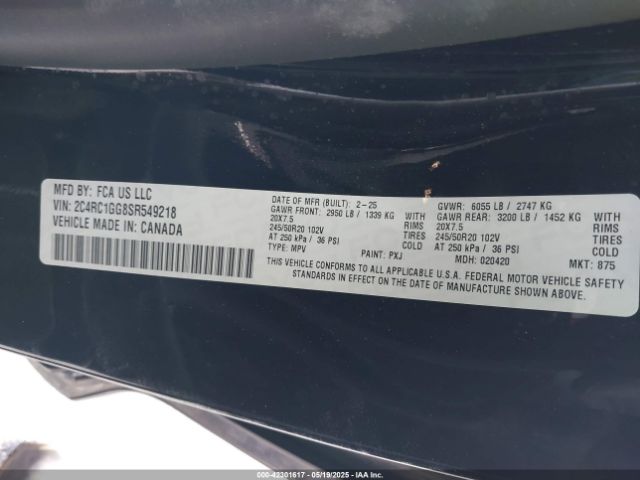 MFD BY: FCA US LLC
VIN: 2C4RC1GG8SR549218
VEHICLE MADE IN: CANADA
DATE OF MFR (BUILT): 2-25
GAWR FRONT: 2950 LB / 1339 KG WITH
20X7.5 RIMS
245/50R20 102V TIRES
AT 250 kPa / 36 PSI COLD
TYPE: MPV PAINT: PXJ
GVWR: 6055 LB / 2747 KG
GAWR REAR: 3200 LB / 1452 KG WITH
20X7.5 RIMS
245/50R20 102V TIRES
AT 250 kPa / 36 PSI COLD
MDH: 020420 MKT: 875
THIS VEHICLE CONFORMS TO ALL APPLICABLE U.S.A. FEDERAL MOTOR VEHICLE SAFETY
STANDARDS IN EFFECT ON THE DATE OF MANUFACTURE SHOWN ABOVE.
000-42301617 - 05/19/2025 - IAAI.COM